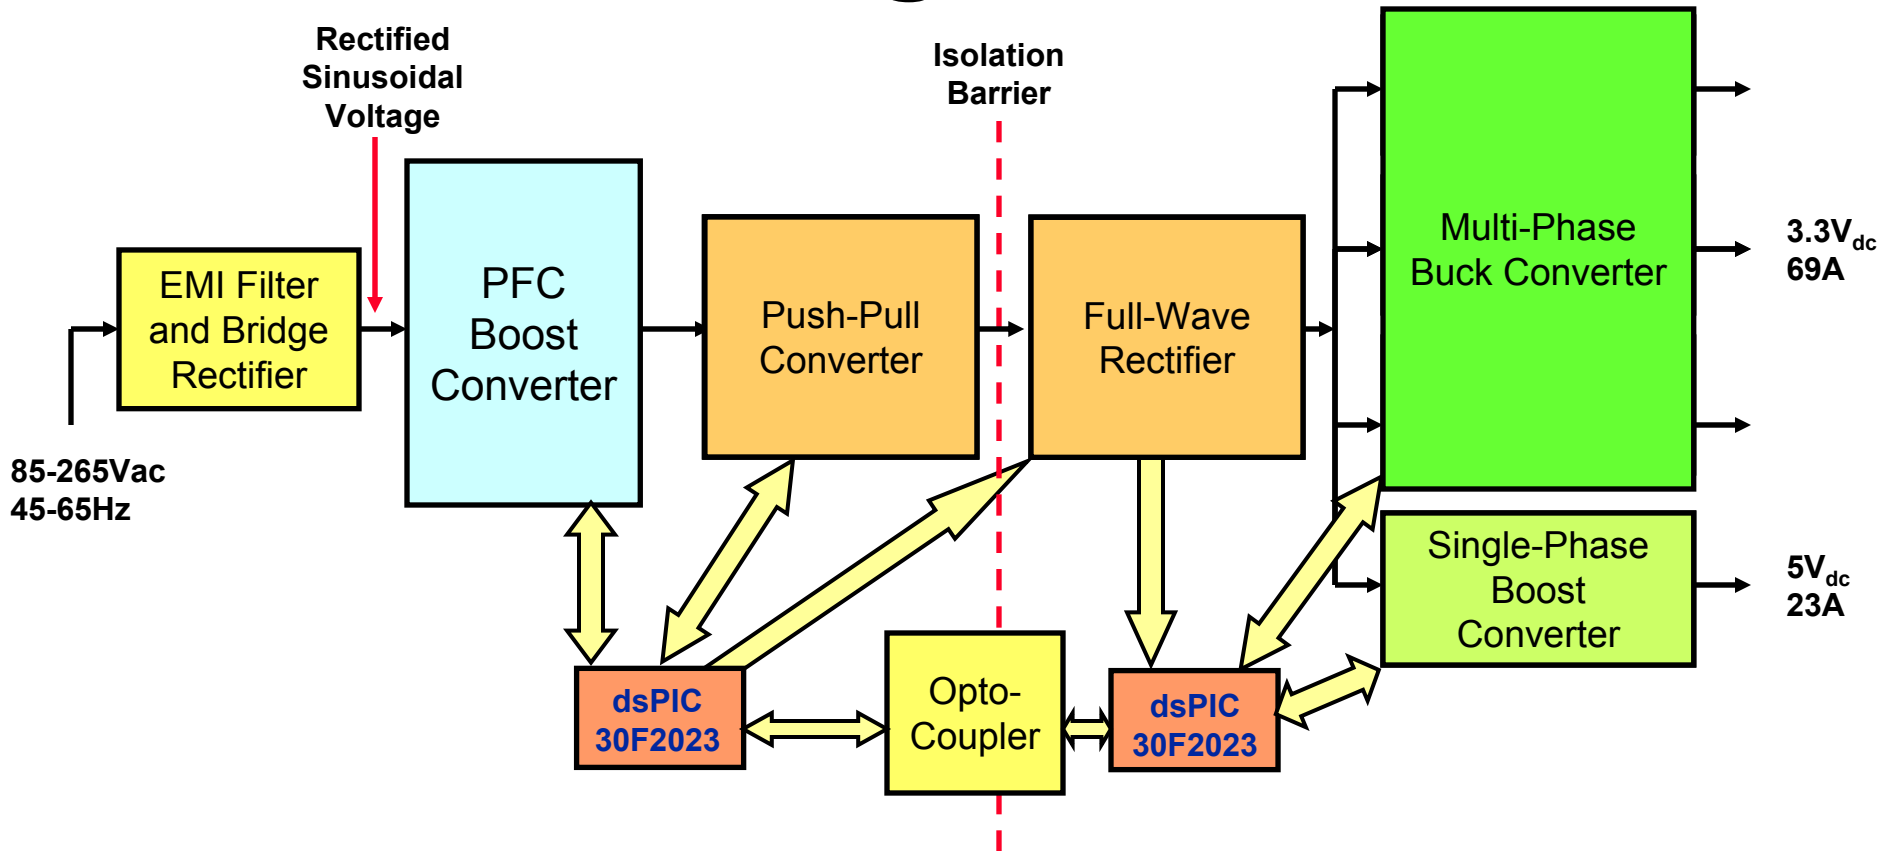 Rectified
Sinusoidal
Voltage
Isolation
Barrier
EMI Filter
and Bridge
Rectifier
PFC
Boost
Converter
Push-Pull
Converter
Full-Wave
Rectifier
Multi-Phase
Buck Converter
3.3Vdc
69A
85-265Vac
45-65Hz
Single-Phase
Boost
Converter
5Vdc
23A
dsPIC
30F2023
Opto-
Coupler
dsPIC
30F2023